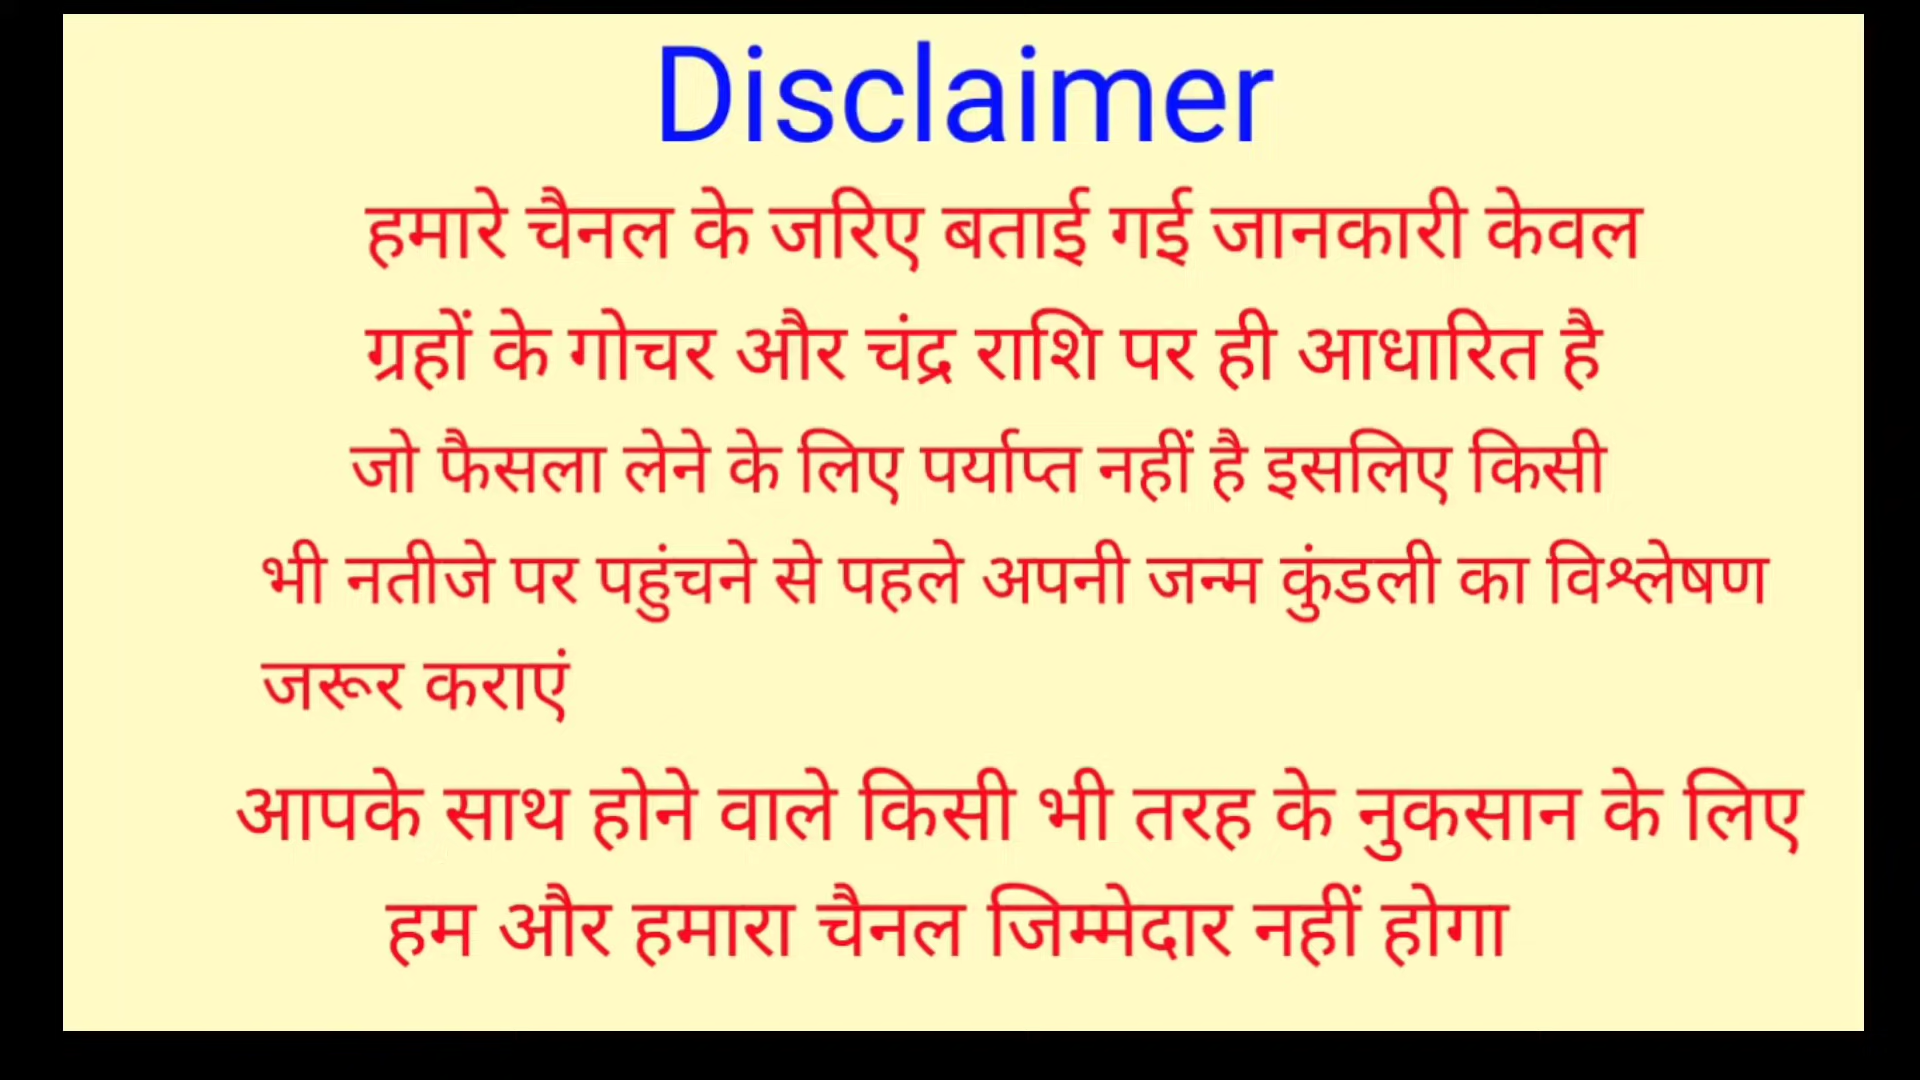 Disclaimer
हमारे चैनल के जरिए बताई गई जानकारी केवल
ग्रहों के गोचर और चंद्र राशि पर ही आधारित है
जो फैसला लेने के लिए पर्याप्त नहीं है इसलिए किसी
भी नतीजे पर पहुंचने से पहले अपनी जन्म कुंडली का विश्लेषण
जरूर कराएं
आपके साथ होने वाले किसी भी तरह के नुकसान के लिए
हम और हमारा चैनल जिम्मेदार नहीं होगा